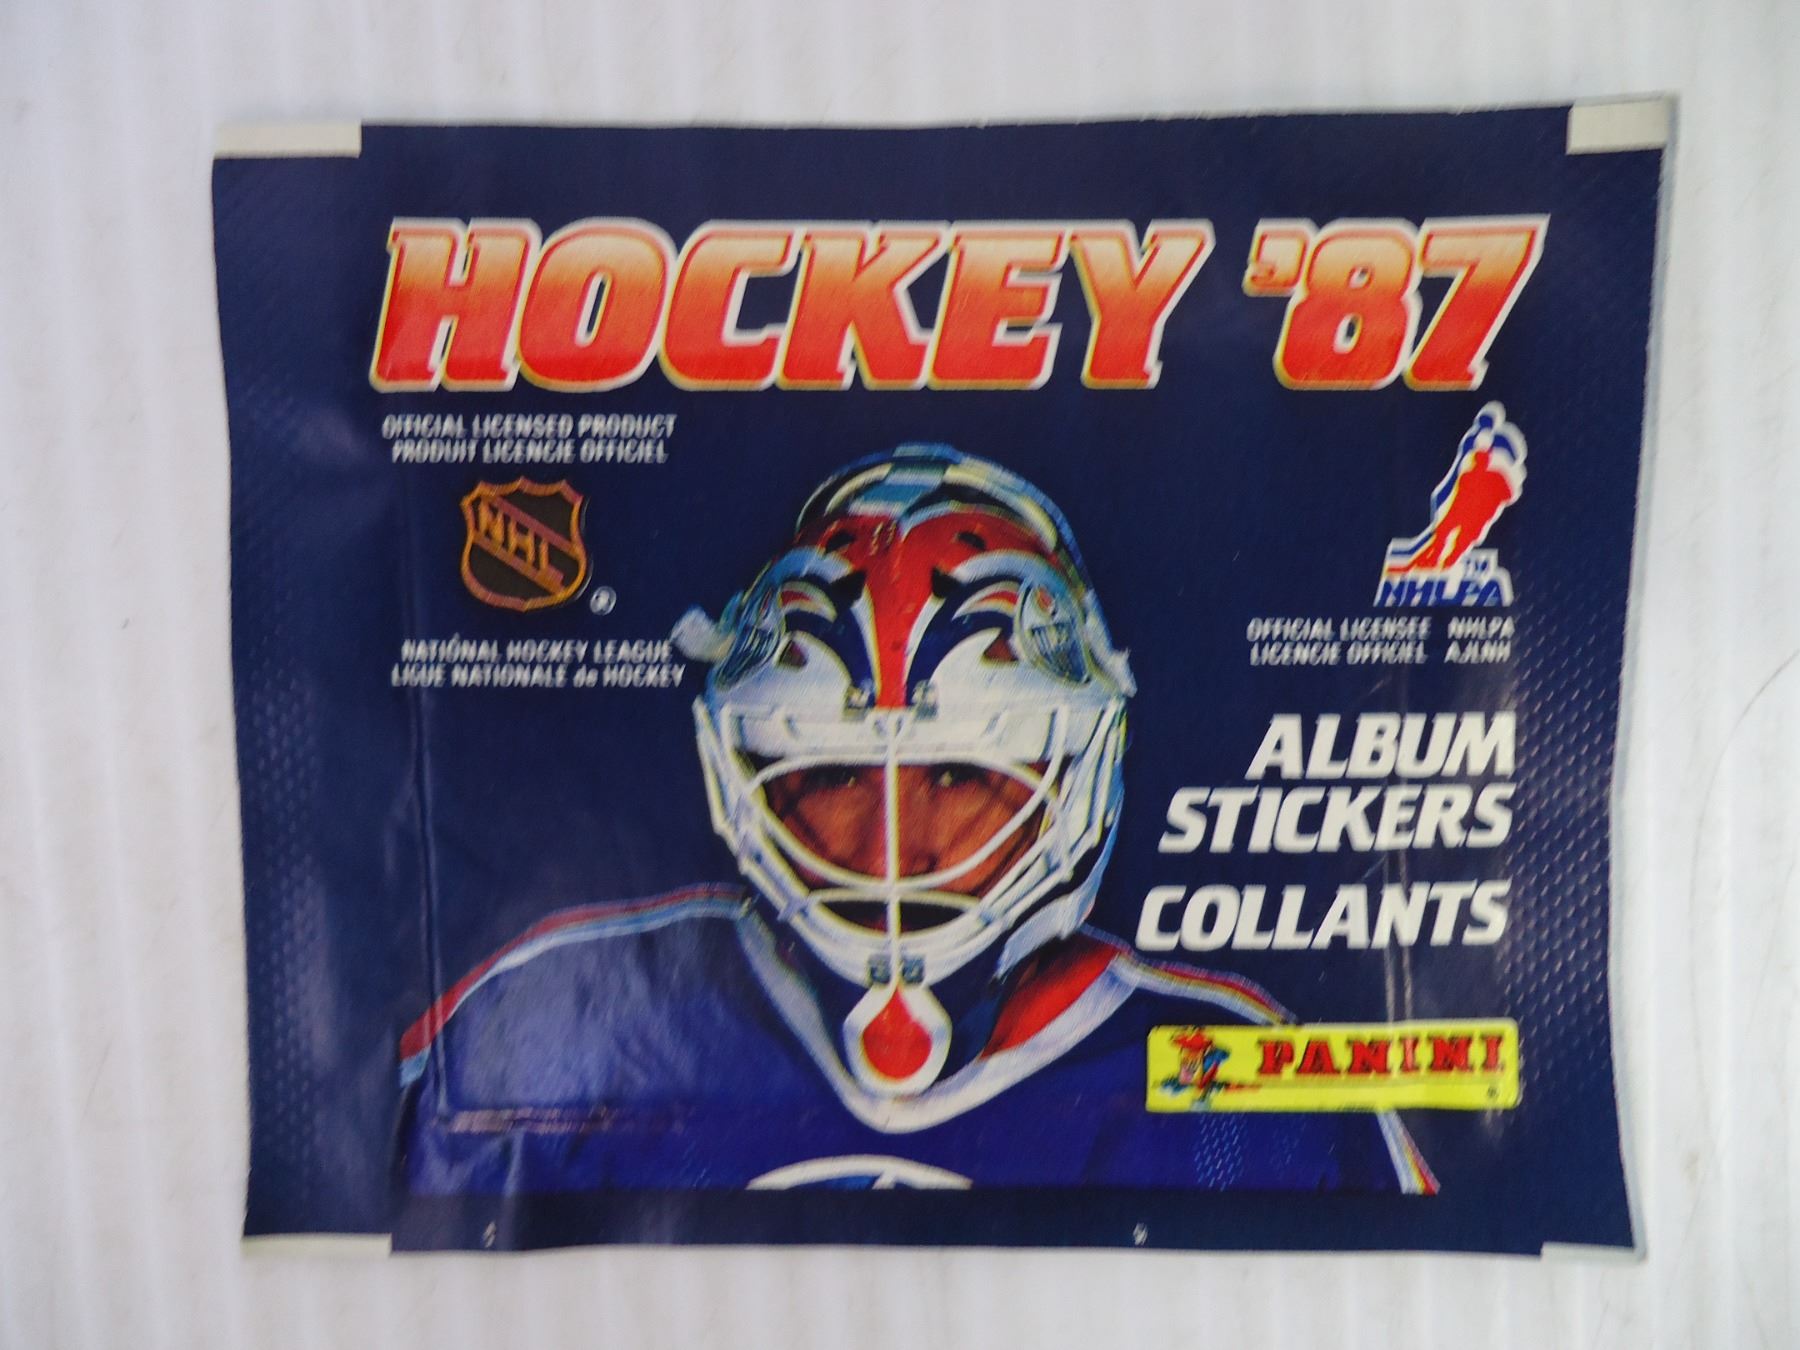 HOCKEY '87
OFFICIAL LICENSED PRODUCT
PRODUIT LICENCIE OFFICIEL
NHL
®
NATIONAL HOCKEY LEAGUE
LIGUE NATIONALE de HOCKEY
TM
NHLPA
OFFICIAL LICENSEE NHLPA
LICENCIE OFFICIEL AJLNH
ALBUM
STICKERS
COLLANTS
PANINI
®